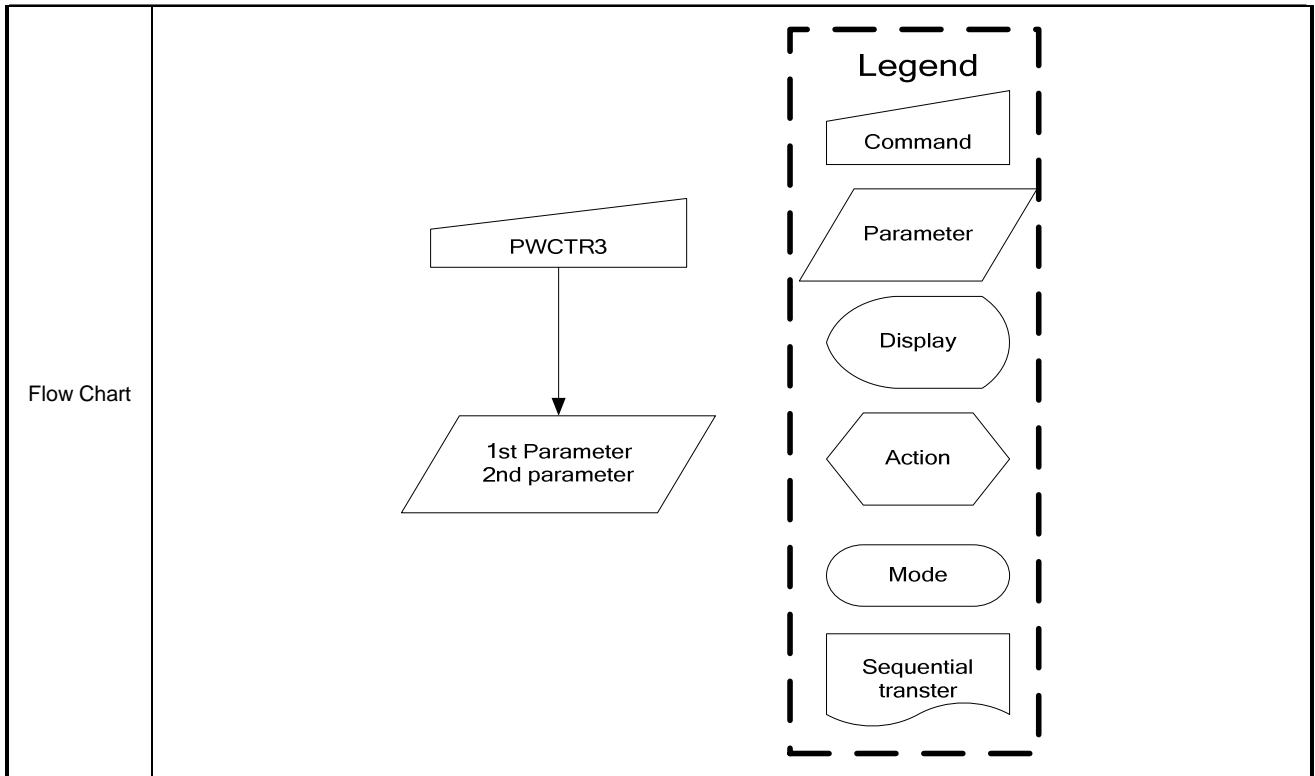 Flow Chart
PWCTR3
1st Parameter
2nd parameter
Legend
Command
Parameter
Display
Action
Mode
Sequential
transter